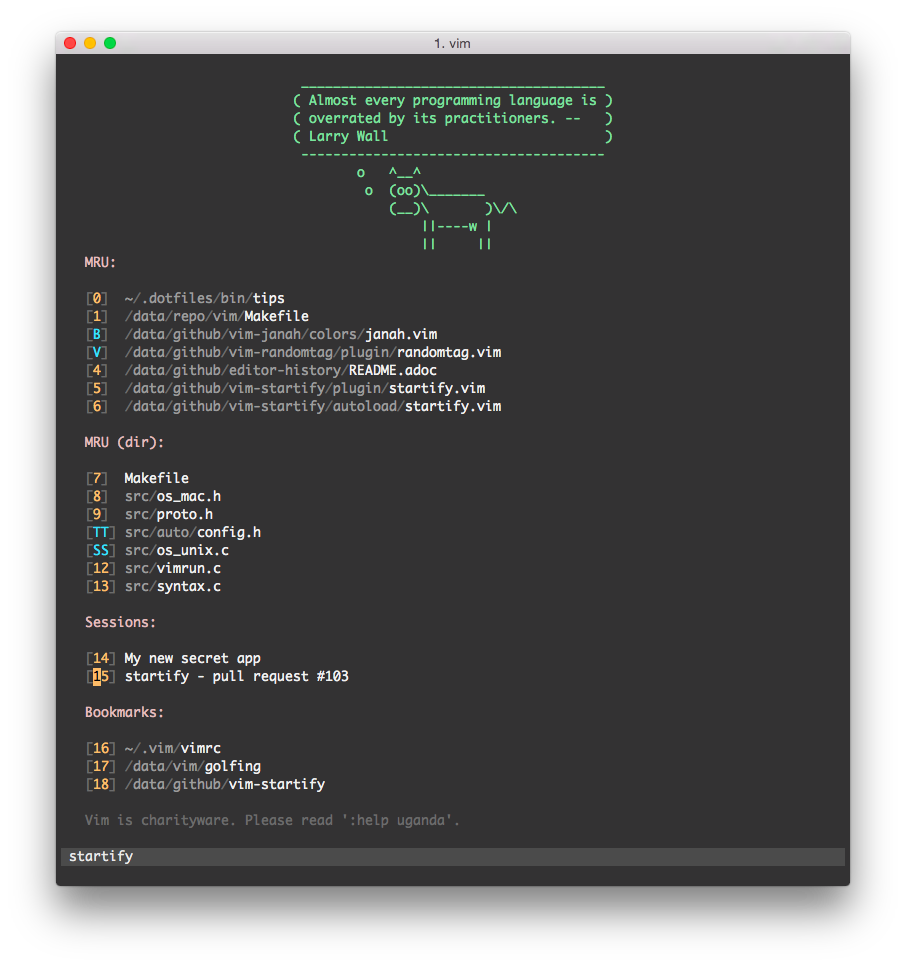 1. vim
 ______________________________________
( Almost every programming language is )
( overrated by its practitioners. --   )
( Larry Wall                           )
 --------------------------------------
        o   ^__^
         o  (oo)\_______
            (__)\       )\/\
                ||----w |
                ||     ||
MRU:
[0]  ~/.dotfiles/bin/tips
[1]  /data/repo/vim/Makefile
[B]  /data/github/vim-janah/colors/janah.vim
[V]  /data/github/vim-randomtag/plugin/randomtag.vim
[4]  /data/github/editor-history/README.adoc
[5]  /data/github/vim-startify/plugin/startify.vim
[6]  /data/github/vim-startify/autoload/startify.vim
MRU (dir):
[7]  Makefile
[8]  src/os_mac.h
[9]  src/proto.h
[TT] src/auto/config.h
[SS] src/os_unix.c
[12] src/vimrun.c
[13] src/syntax.c
Sessions:
[14] My new secret app
[15] startify - pull request #103
Bookmarks:
[16] ~/.vim/vimrc
[17] /data/vim/golfing
[18] /data/github/vim-startify
Vim is charityware. Please read ':help uganda'.
startify